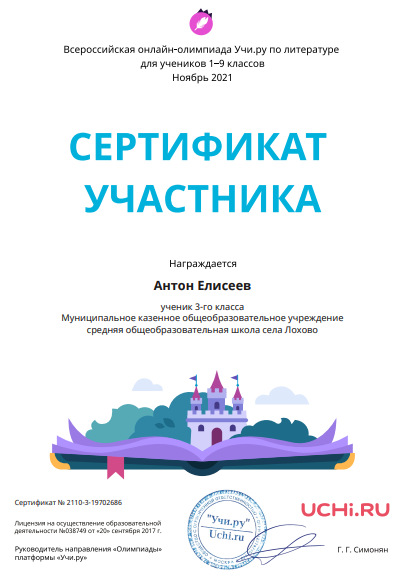 Всероссийская онлайн-олимпиада Учи.ру по литературе
для учеников 1–9 классов
Ноябрь 2021
СЕРТИФИКАТ
УЧАСТНИКА
Награждается
Антон Елисеев
ученик 3-го класса
Муниципальное казенное общеобразовательное учреждение
средняя общеобразовательная школа села Лохово
Сертификат № 2110-3-19702686
Лицензия на осуществление образовательной
деятельности №038749 от «20» сентября 2017 г.
Руководитель направления «Олимпиады»
платформы «Учи.ру»
"Учи.ру"
Uchi.ru
UCHi.RU
Г. Г. Симонян